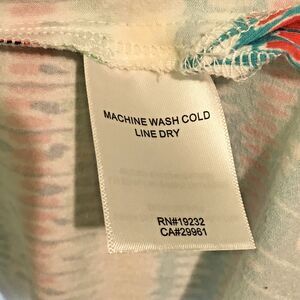 MACHINE WASH COLD
LINE DRY
RN#19232
CA#29961